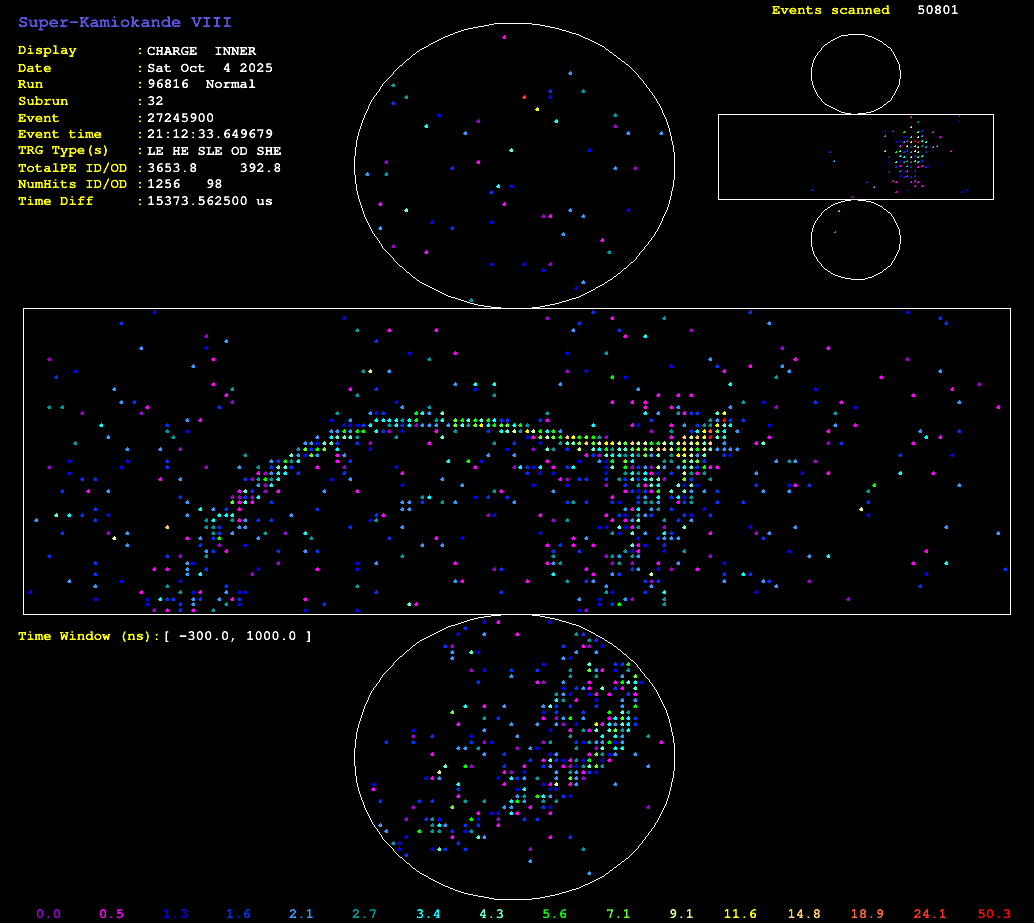 Super-Kamiokande VIII
Events scanned 50801
Display : CHARGE INNER
Date : Sat Oct 4 2025
Run : 96816 Normal
Subrun : 32
Event : 27245900
Event time : 21:12:33.649679
TRG Type(s) : LE HE SLE OD SHE
TotalPE ID/OD : 3653.8 392.8
NumHits ID/OD : 1256 98
Time Diff : 15373.562500 us
Time Window (ns):[ -300.0, 1000.0 ]
0.0 0.5 1.3 1.6 2.1 2.7 3.4 4.3 5.6 7.1 9.1 11.6 14.8 18.9 24.1 50.3